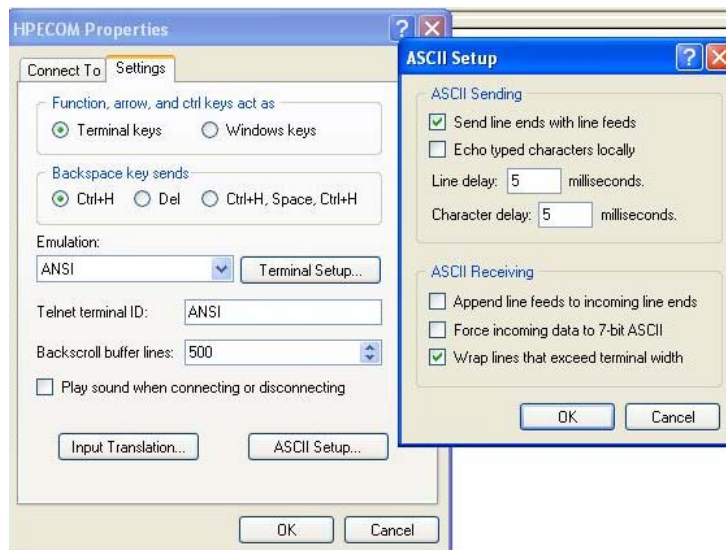 HPECOM Properties
Connect To
Settings
Function, arrow, and ctrl keys act as
Terminal keys
Windows keys
Backspace key sends
Ctrl+H
Del
Ctrl+H, Space, Ctrl+H
Emulation:
ANSI
Terminal Setup...
Telnet terminal ID:
ANSI
Backscroll buffer lines:
500
Play sound when connecting or disconnecting
Input Translation...
ASCII Setup...
OK
Cancel
ASCII Setup
ASCII Sending
Send line ends with line feeds
Echo typed characters locally
Line delay: 5 milliseconds.
Character delay: 5 milliseconds.
ASCII Receiving
Append line feeds to incoming line ends
Force incoming data to 7-bit ASCII
Wrap lines that exceed terminal width
OK
Cancel